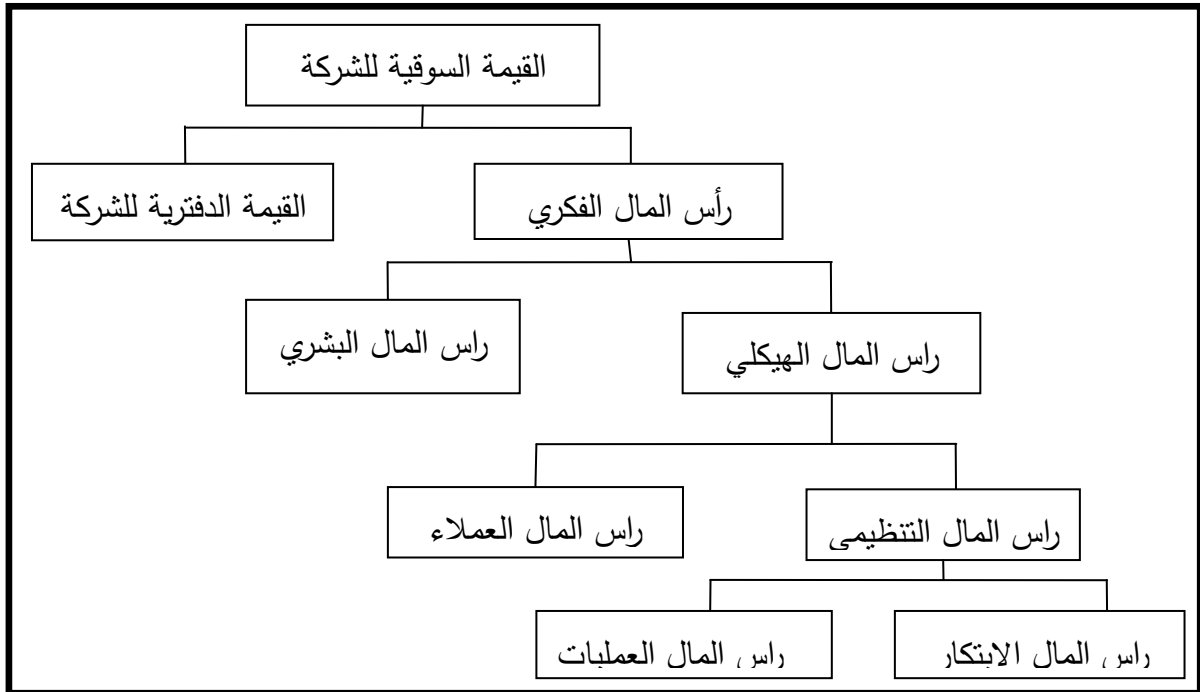 القيمة السوقية للشركة
رأس المال الفكري
القيمة الدفترية للشركة
راس المال البشري
راس المال الهيكلي
راس المال العملاء
راس المال التنظيمي
راس المال الابتكار
راس المال العمليات